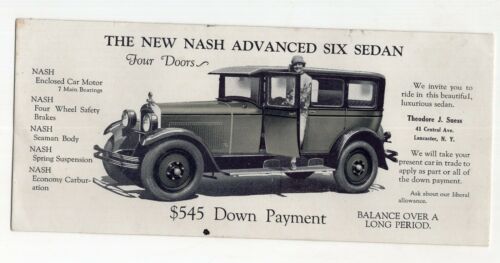 THE NEW NASH ADVANCED SIX SEDAN
Four Doors
NASH
Enclosed Car Motor
7 Main Bearings
NASH
Four Wheel Safety
Brakes
NASH
Seaman Body
NASH
Spring Suspension
NASH
Economy Carbur-
ation
We invite you to
ride in this beautiful,
luxurious sedan.
Theodore J. Suess
43 Central Ave.
Lancaster, N. Y.
We will take your
present car in trade to
apply as part or all of
the down payment.
Ask about our liberal
allowance.
$545 Down Payment
BALANCE OVER A
LONG PERIOD.